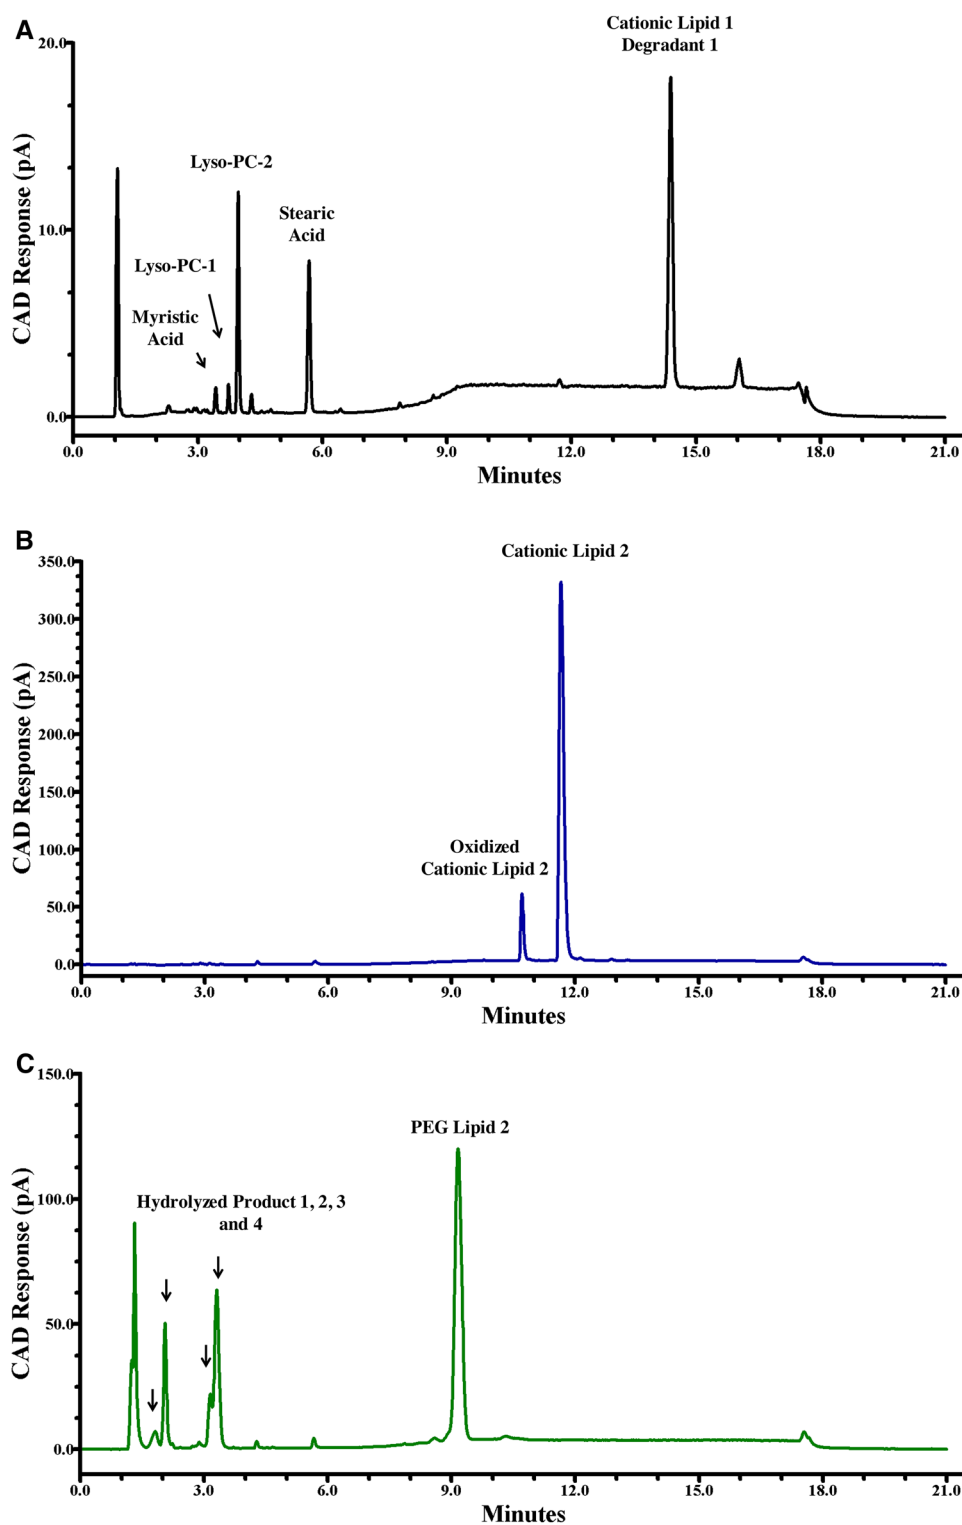 A
Cationic Lipid 1
Degradant 1
20.0
Lyso-PC-2
Stearic
Acid
10.0
Lyso-PC-1
Myristic
Acid
0.0
CAD Response (pA)
0.0 3.0 6.0 9.0 12.0 15.0 18.0 21.0
Minutes
B
Cationic Lipid 2
350.0
300.0
250.0
200.0
150.0
100.0
50.0
0.0
CAD Response (pA)
Oxidized
Cationic Lipid 2
0.0 3.0 6.0 9.0 12.0 15.0 18.0 21.0
Minutes
C
150.0
PEG Lipid 2
100.0
Hydrolyzed Product 1, 2, 3
and 4
50.0
0.0
CAD Response (pA)
0.0 3.0 6.0 9.0 12.0 15.0 18.0 21.0
Minutes